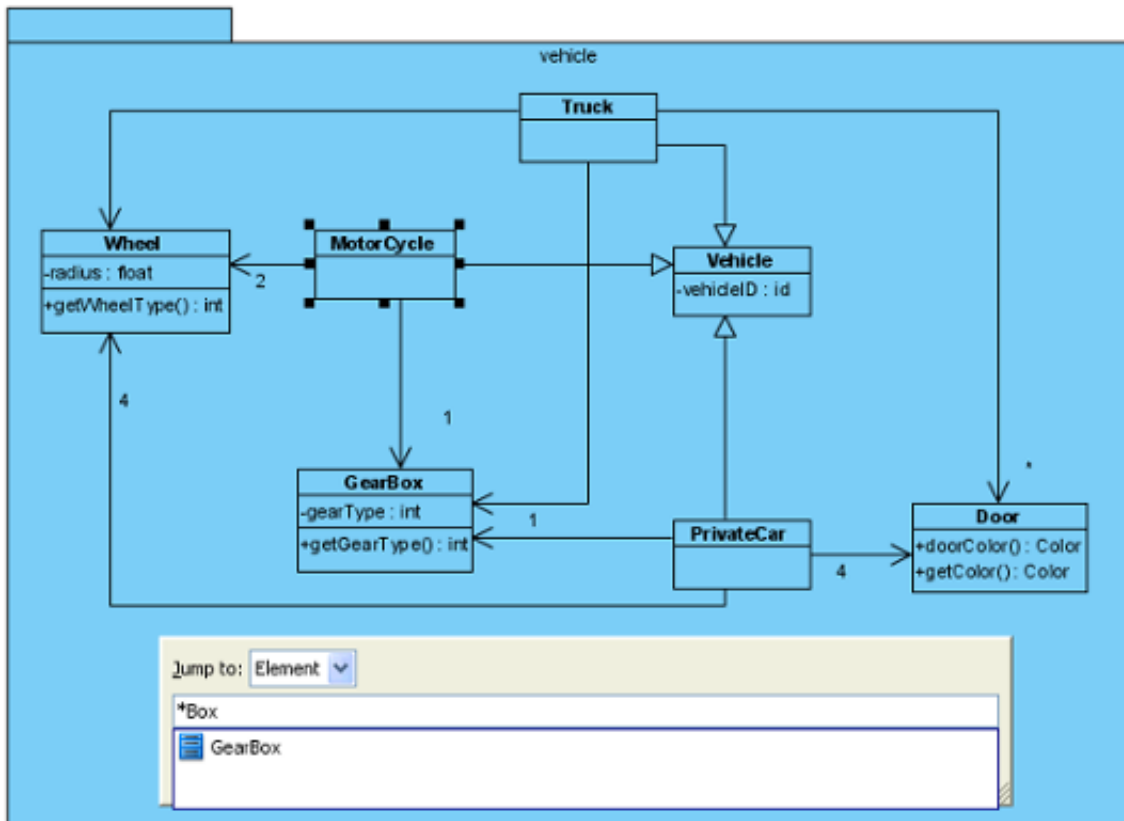 vehicle
Truck
Wheel
-radius : float
+getWheelType() : int
MotorCycle
2
Vehicle
-vehicleID : id
4
1
GearBox
-gearType : int
+getGearType() : int
1
PrivateCar
4
*
Door
+doorColor() : Color
+getColor() : Color
Jump to: Element
*Box
GearBox